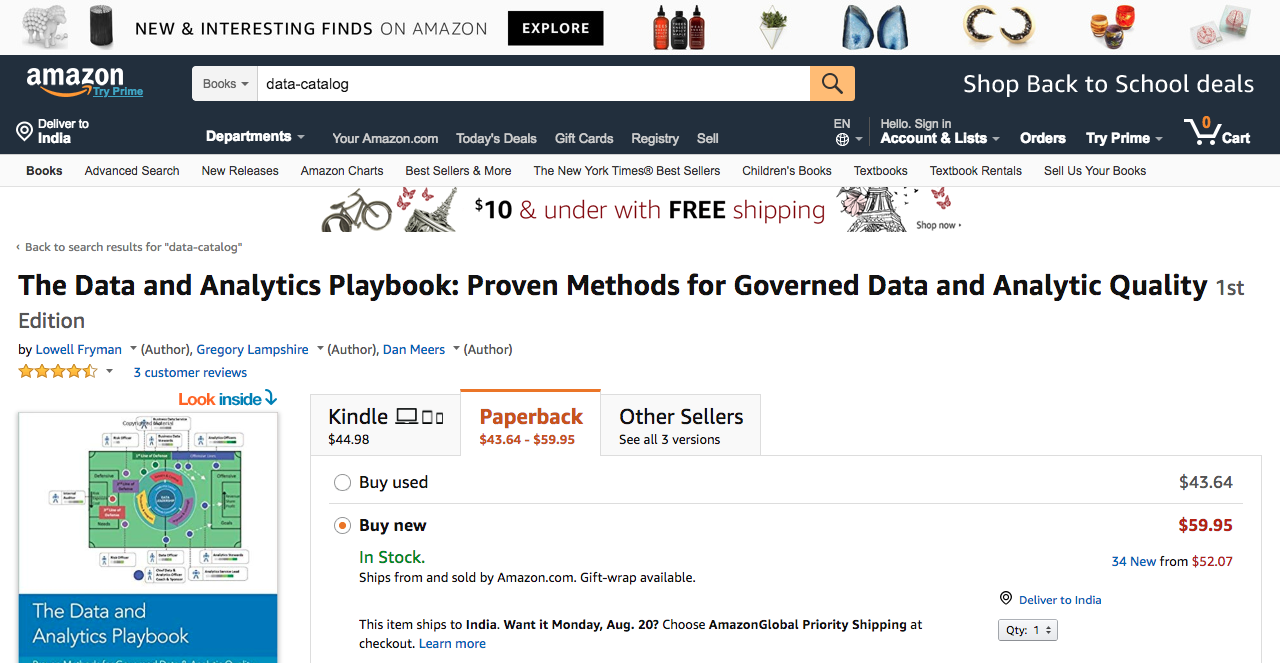 NEW & INTERESTING FINDS ON AMAZON EXPLORE
amazon
Try Prime
Books data-catalog
Shop Back to School deals
Deliver to
India
Departments Your Amazon.com Today's Deals Gift Cards Registry Sell
EN
Hello. Sign in
Account & Lists Orders Try Prime 0 Cart
Books Advanced Search New Releases Amazon Charts Best Sellers & More The New York Times® Best Sellers Children's Books Textbooks Textbook Rentals Sell Us Your Books
$10 & under with FREE shipping
Shop now ›
‹ Back to search results for "data-catalog"
The Data and Analytics Playbook: Proven Methods for Governed Data and Analytic Quality 1st
Edition
by Lowell Fryman (Author), Gregory Lampshire (Author), Dan Meers (Author)
3 customer reviews
Look inside
The Data and
Analytics Playbook
Kindle
$44.98
Paperback
$43.64 - $59.95
Other Sellers
See all 3 versions
Buy used $43.64
Buy new $59.95
In Stock.
Ships from and sold by Amazon.com. Gift-wrap available.
34 New from $52.07
Deliver to India
Qty: 1
This item ships to India. Want it Monday, Aug. 20? Choose AmazonGlobal Priority Shipping at
checkout. Learn more